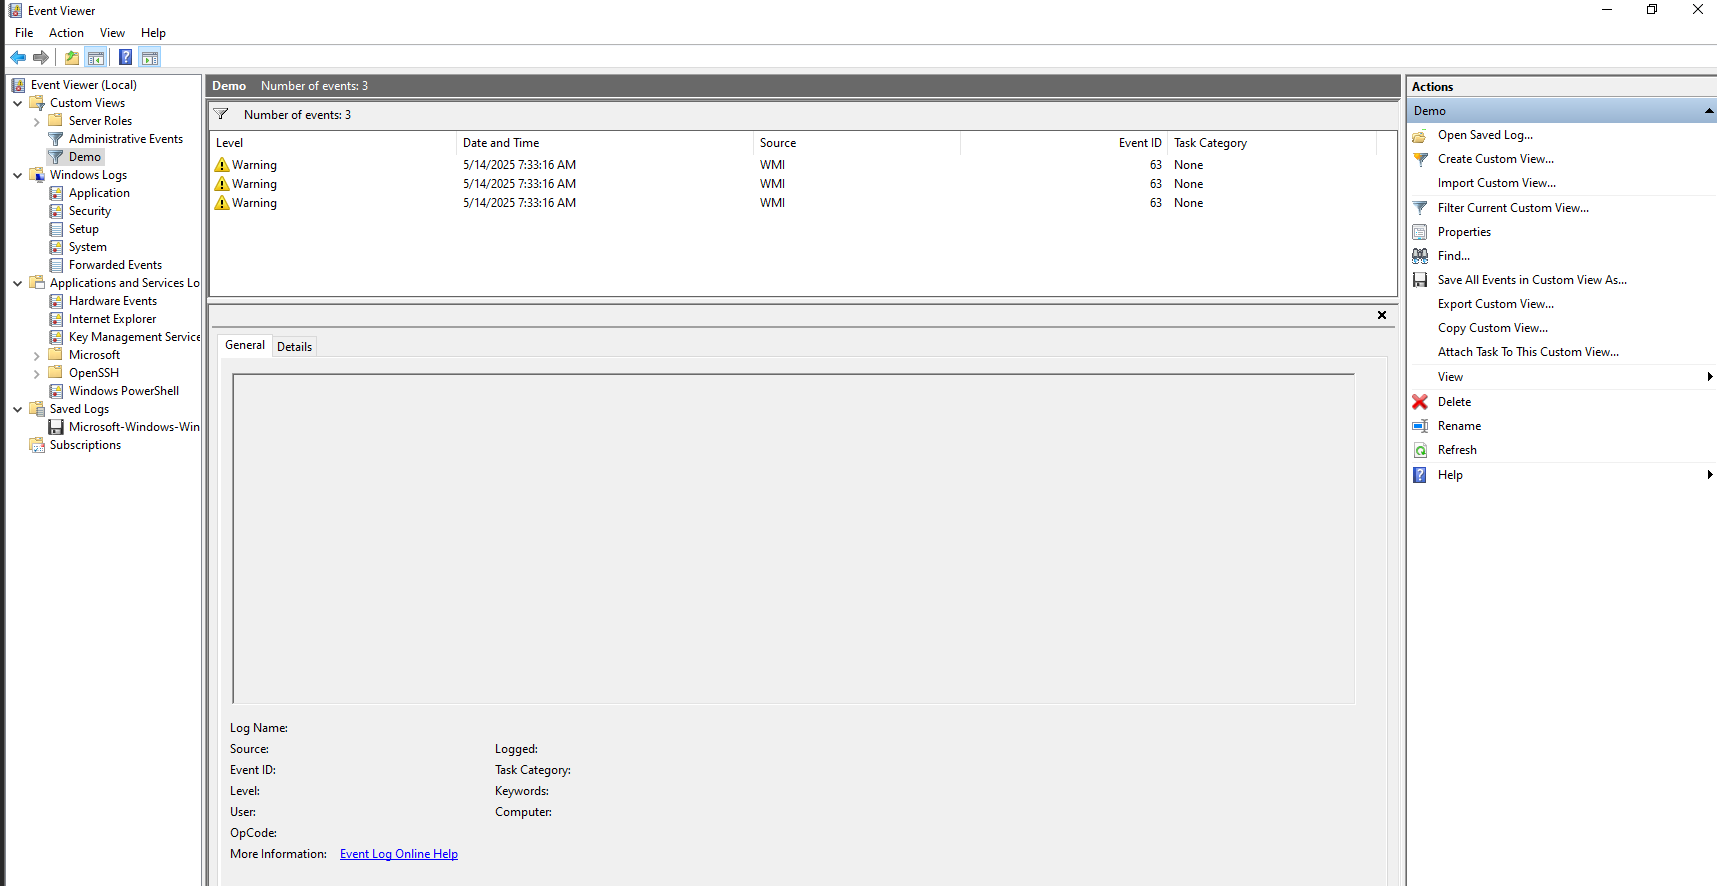 Event Viewer
File Action View Help
Event Viewer (Local)
Custom Views
Server Roles
Administrative Events
Demo
Windows Logs
Application
Security
Setup
System
Forwarded Events
Applications and Services Lo
Hardware Events
Internet Explorer
Key Management Service
Microsoft
OpenSSH
Windows PowerShell
Saved Logs
Microsoft-Windows-Win
Subscriptions
Demo Number of events: 3
Number of events: 3
Level Date and Time Source Event ID Task Category
Warning 5/14/2025 7:33:16 AM WMI 63 None
Warning 5/14/2025 7:33:16 AM WMI 63 None
Warning 5/14/2025 7:33:16 AM WMI 63 None
General Details
Log Name:
Source: Logged:
Event ID: Task Category:
Level: Keywords:
User: Computer:
OpCode:
More Information: Event Log Online Help
Actions
Demo
Open Saved Log...
Create Custom View...
Import Custom View...
Filter Current Custom View...
Properties
Find...
Save All Events in Custom View As...
Export Custom View...
Copy Custom View...
Attach Task To This Custom View...
View
Delete
Rename
Refresh
Help